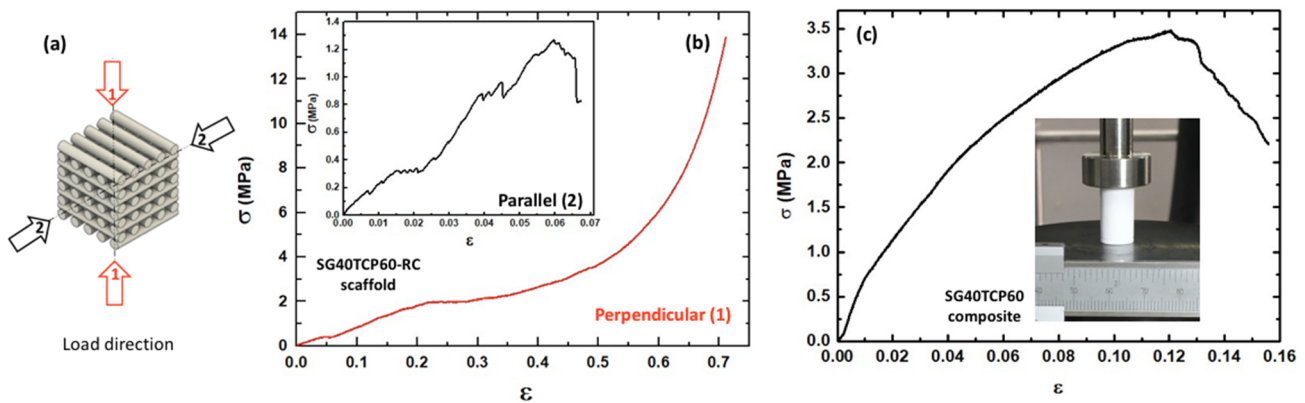 (a)
1
2
2
1
Load direction
(b)
σ (MPa)
14
12
10
8
6
4
2
0
0.0 0.1 0.2 0.3 0.4 0.5 0.6 0.7
ε
SG40TCP60-RC
scaffold
Perpendicular (1)
σ (MPa)
1.4
1.2
1.0
0.8
0.6
0.4
0.2
0.0
0.00 0.01 0.02 0.03 0.04 0.05 0.06 0.07
ε
Parallel (2)
(c)
σ (MPa)
3.5
3.0
2.5
2.0
1.5
1.0
0.5
0.0
0.00 0.02 0.04 0.06 0.08 0.10 0.12 0.14 0.16
ε
SG40TCP60
composite